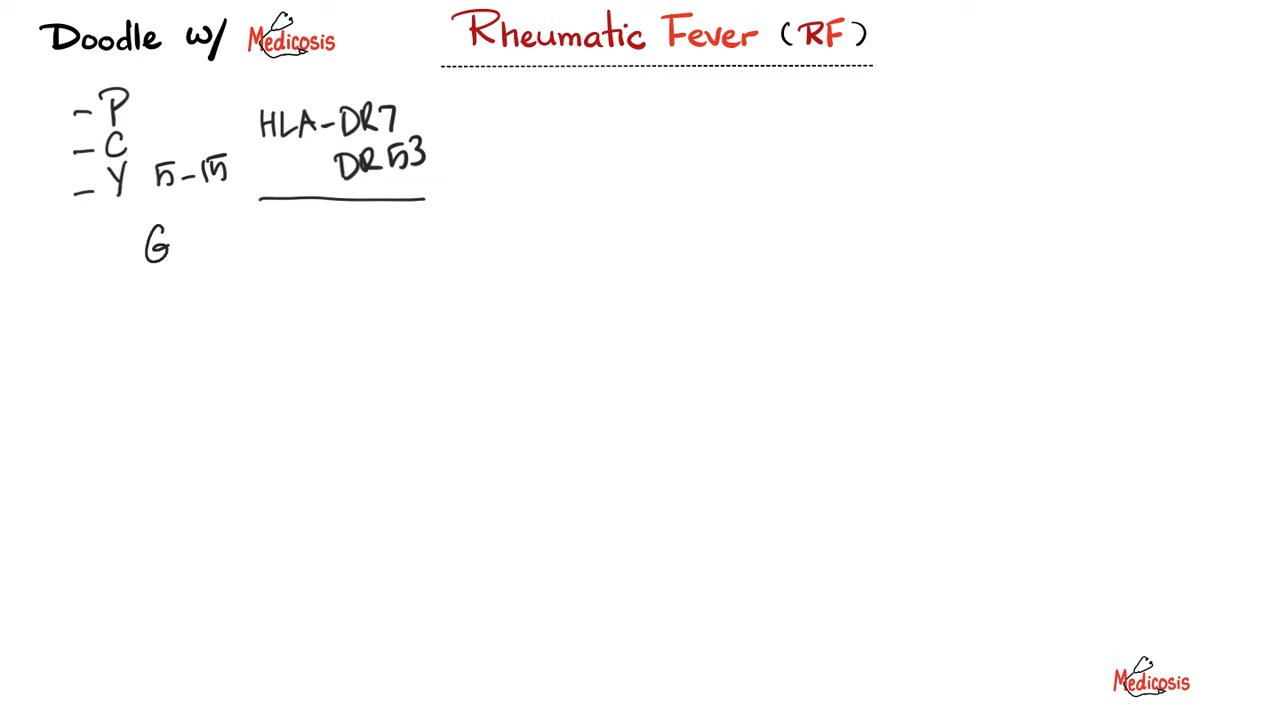 Doodle w/ Medicosis
Rheumatic Fever (RF)
- P
- C
- Y 5-15
HLA-DR7
DR53
G
Medicosis